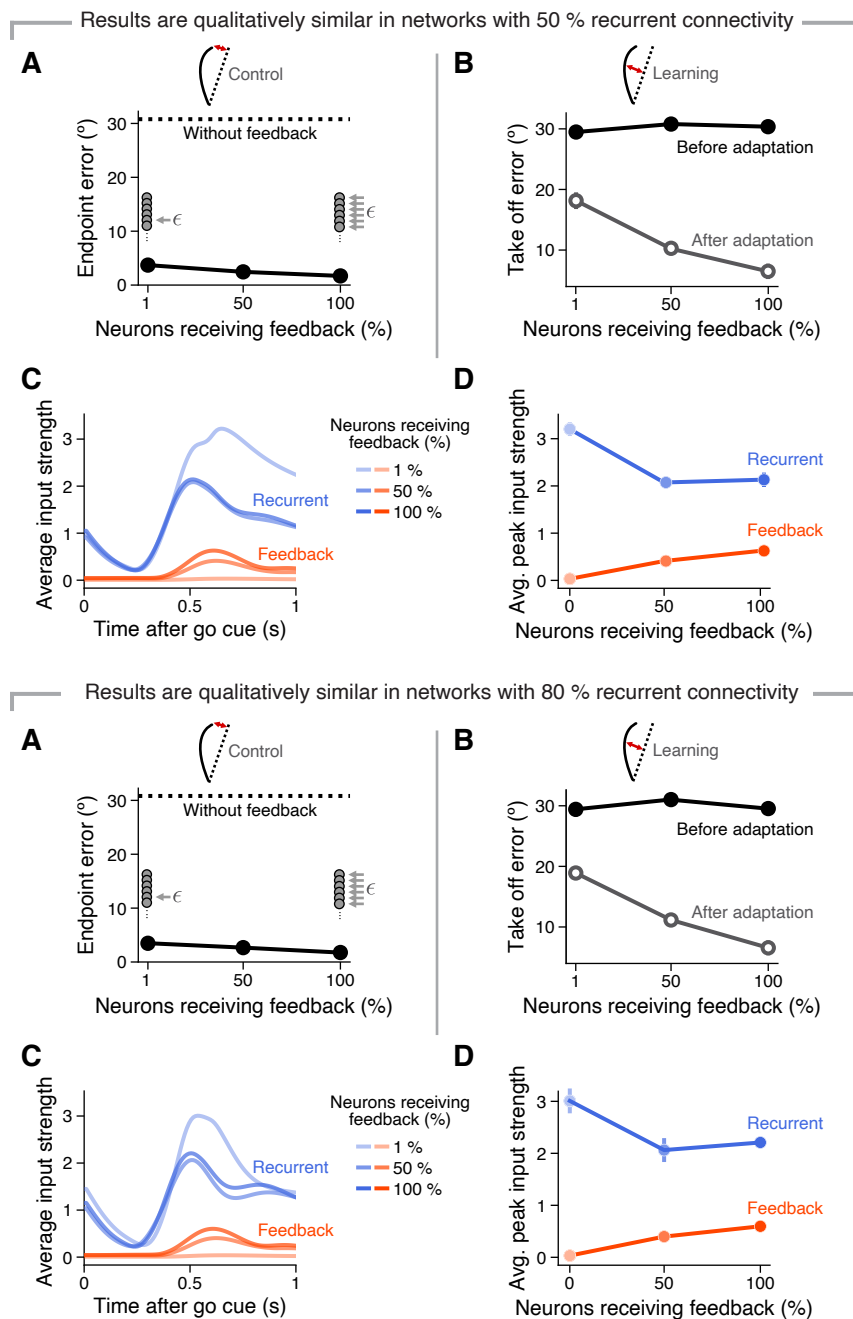 Results are qualitatively similar in networks with 50 % recurrent connectivity
A
Control
Endpoint error (º)
30
20
10
0
Without feedback
ϵ
ϵ
1
50
100
Neurons receiving feedback (%)
B
Learning
Take off error (º)
30
20
10
Before adaptation
After adaptation
1
50
100
Neurons receiving feedback (%)
C
Average input strength
3
2
1
0
Recurrent
Feedback
0
0.5
1
Time after go cue (s)
Neurons receiving
feedback (%)
1 %
50 %
100 %
D
Avg. peak input strength
3
2
1
0
Recurrent
Feedback
0
50
100
Neurons receiving feedback (%)
Results are qualitatively similar in networks with 80 % recurrent connectivity
A
Control
Endpoint error (º)
30
20
10
0
Without feedback
ϵ
ϵ
1
50
100
Neurons receiving feedback (%)
B
Learning
Take off error (º)
30
20
10
Before adaptation
After adaptation
1
50
100
Neurons receiving feedback (%)
C
Average input strength
3
2
1
0
Recurrent
Feedback
0
0.5
1
Time after go cue (s)
Neurons receiving
feedback (%)
1 %
50 %
100 %
D
Avg. peak input strength
3
2
1
0
Recurrent
Feedback
0
50
100
Neurons receiving feedback (%)